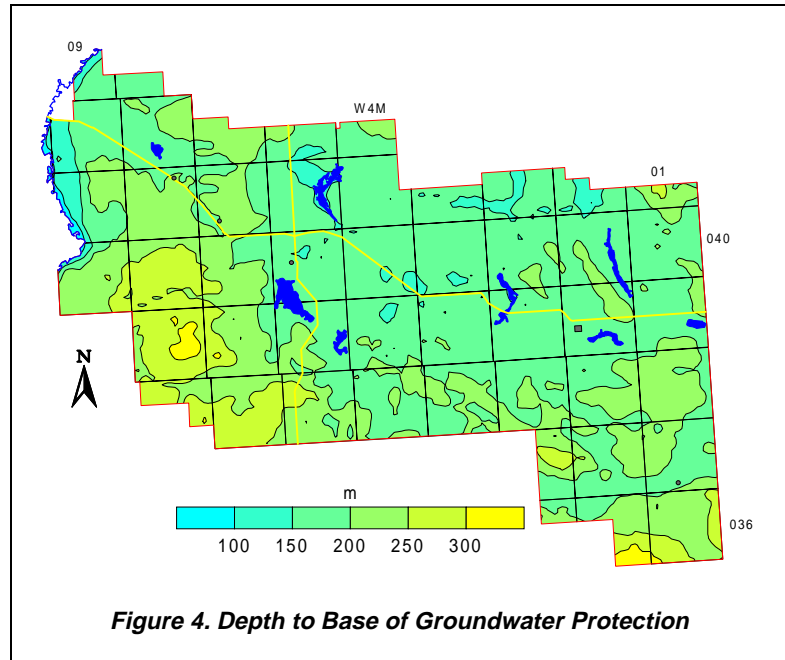 09
W4M
01
040
N
036
m
100 150 200 250 300
Figure 4. Depth to Base of Groundwater Protection